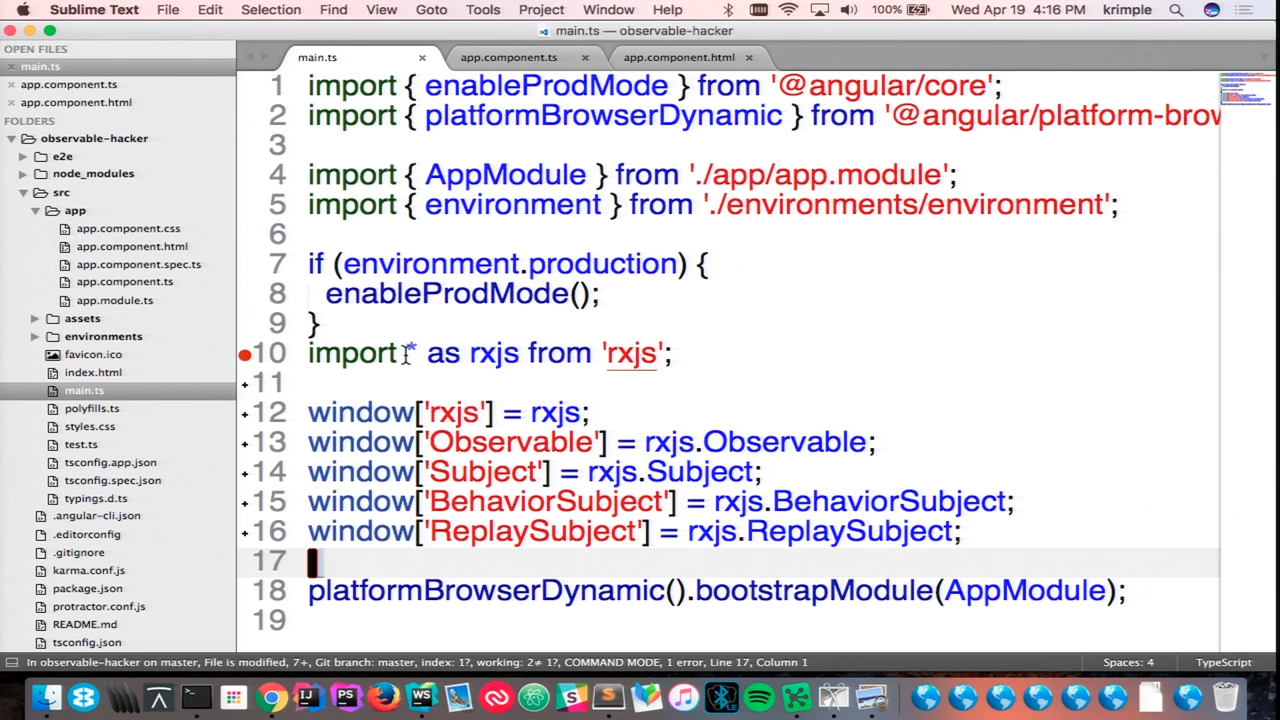 Sublime Text File Edit Selection Find View Goto Tools Project Window Help 100% Wed Apr 19 4:16 PM krimple
main.ts — observable-hacker
OPEN FILES
main.ts
app.component.ts
app.component.html
FOLDERS
observable-hacker
e2e
node_modules
src
app
app.component.css
app.component.html
app.component.spec.ts
app.component.ts
app.module.ts
assets
environments
favicon.ico
index.html
main.ts
polyfills.ts
styles.css
test.ts
tsconfig.app.json
tsconfig.spec.json
typings.d.ts
.angular-cli.json
.editorconfig
.gitignore
karma.conf.js
package.json
protractor.conf.js
README.md
tsconfig.json
main.ts × app.component.ts × app.component.html ×
1 import { enableProdMode } from '@angular/core';
2 import { platformBrowserDynamic } from '@angular/platform-brow
3
4 import { AppModule } from './app/app.module';
5 import { environment } from './environments/environment';
6
7 if (environment.production) {
8 enableProdMode();
9 }
10 import * as rxjs from 'rxjs';
11
12 window['rxjs'] = rxjs;
13 window['Observable'] = rxjs.Observable;
14 window['Subject'] = rxjs.Subject;
15 window['BehaviorSubject'] = rxjs.BehaviorSubject;
16 window['ReplaySubject'] = rxjs.ReplaySubject;
17
18 platformBrowserDynamic().bootstrapModule(AppModule);
19
In observable-hacker on master, File is modified, 7+, Git branch: master, index: 1?, working: 2≠ 1?, COMMAND MODE, 1 error, Line 17, Column 1 Spaces: 4 TypeScript
IJ PS WS